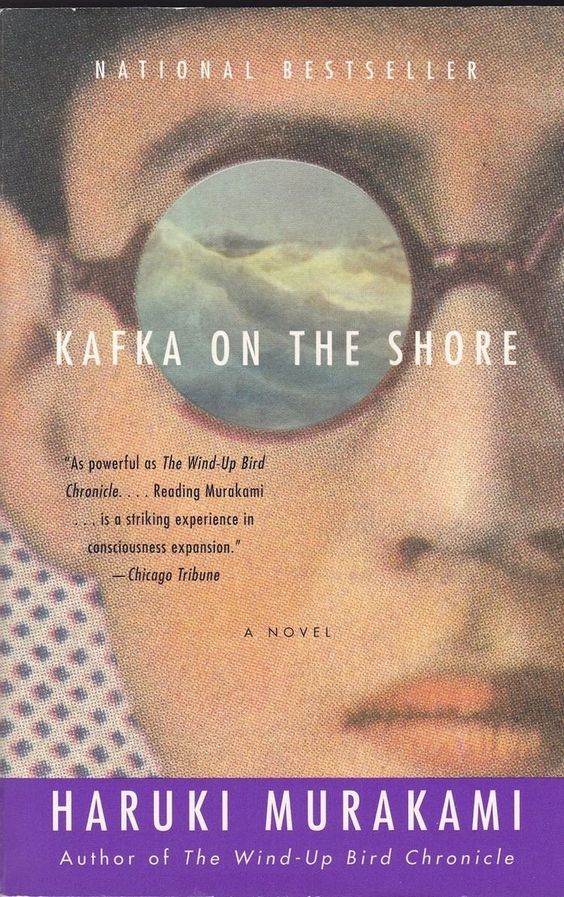 NATIONAL BESTSELLER
KAFKA ON THE SHORE
"As powerful as The Wind-Up Bird
Chronicle. . . . Reading Murakami
. . . is a striking experience in
consciousness expansion."
—Chicago Tribune
A NOVEL
HARUKI MURAKAMI
Author of The Wind-Up Bird Chronicle